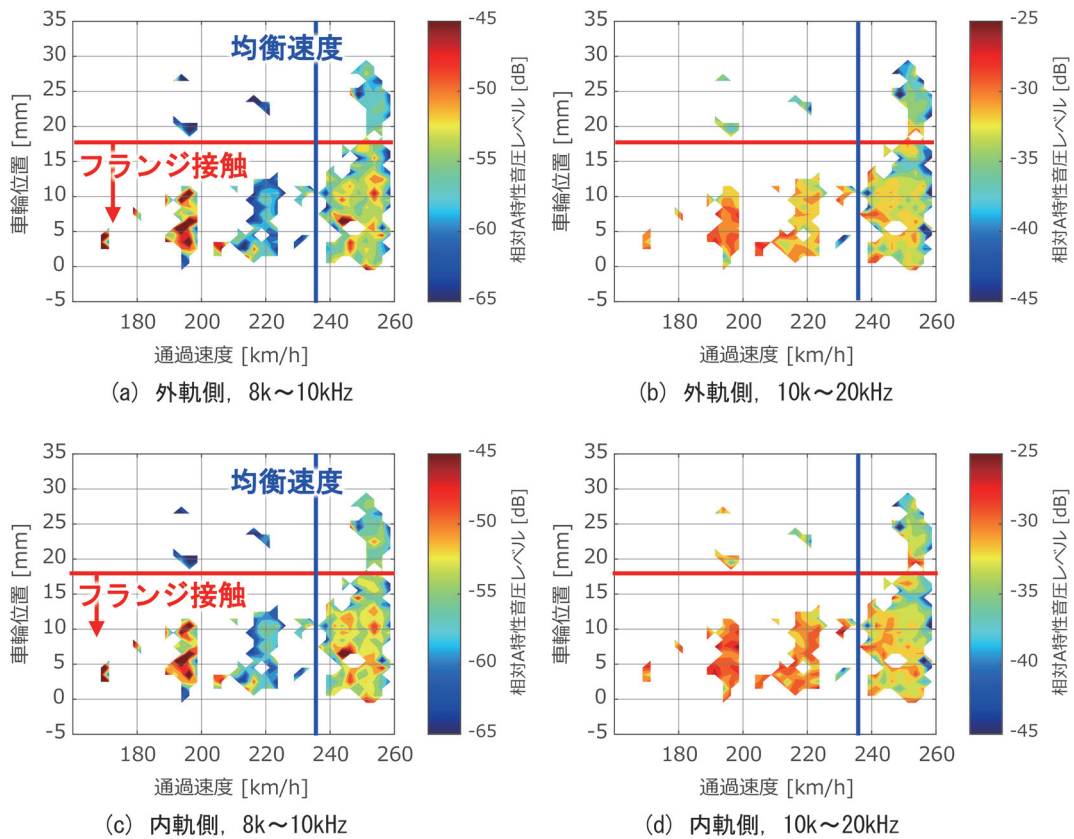 35
30
25
20
15
10
5
0
-5
車輪位置 [mm]
均衡速度
フランジ接触
180 200 220 240 260
通過速度 [km/h]
-45
-50
-55
-60
-65
相対A特性音圧レベル [dB]
(a) 外軌側, 8k～10kHz
35
30
25
20
15
10
5
0
-5
車輪位置 [mm]
180 200 220 240 260
通過速度 [km/h]
-25
-30
-35
-40
-45
相対A特性音圧レベル [dB]
(b) 外軌側, 10k～20kHz
35
30
25
20
15
10
5
0
-5
車輪位置 [mm]
均衡速度
フランジ接触
180 200 220 240 260
通過速度 [km/h]
-45
-50
-55
-60
-65
相対A特性音圧レベル [dB]
(c) 内軌側, 8k～10kHz
35
30
25
20
15
10
5
0
-5
車輪位置 [mm]
180 200 220 240 260
通過速度 [km/h]
-25
-30
-35
-40
-45
相対A特性音圧レベル [dB]
(d) 内軌側, 10k～20kHz